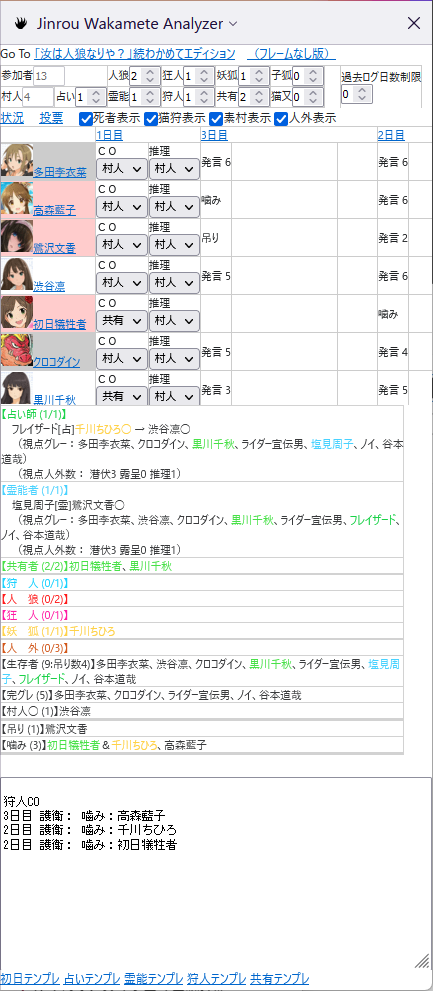 Jinrou Wakamete Analyzer
Go To 「汝は人狼なりや？」続わかめてエディション （フレームなし版）
参加者 13 人狼 2 狂人 1 妖狐 1 子狐 0 過去ログ日数制限
村人 4 占い 1 霊能 1 狩人 1 共有 2 猫又 0 0
状況 投票 死者表示 猫狩表示 素村表示 人外表示
1日目 3日目 2日目
多田李衣菜 ＣＯ 村人 推理 村人 発言 6 発言 6
高森藍子 ＣＯ 村人 推理 村人 噛み 発言 6
鷺沢文香 ＣＯ 村人 推理 村人 吊り 発言 2
渋谷凛 ＣＯ 村人 推理 村人 発言 5 発言 6
初日犠牲者 ＣＯ 共有 推理 村人 噛み
クロコダイン ＣＯ 村人 推理 村人 発言 5 発言 4
黒川千秋 ＣＯ 共有 推理 村人 発言 3 発言 5
【占い師 (1/1)】
フレイザード[占]千川ちひろ○ → 渋谷凛○
（視点グレー：多田李衣菜、クロコダイン、黒川千秋、ライダー宣伝男、塩見周子、ノイ、谷本
道哉）
（視点人外数： 潜伏3 露呈0 推理1）
【霊能者 (1/1)】
塩見周子[霊]鷺沢文香○
（視点グレー：多田李衣菜、渋谷凛、クロコダイン、黒川千秋、ライダー宣伝男、フレイザード、
ノイ、谷本道哉）
（視点人外数： 潜伏3 露呈0 推理1）
【共有者 (2/2)】初日犠牲者、黒川千秋
【狩　人 (0/1)】
【人　狼 (0/2)】
【狂　人 (0/1)】
【妖　狐 (1/1)】千川ちひろ
【人　外 (0/3)】
【生存者 (9:吊り数4)】多田李衣菜、渋谷凛、クロコダイン、黒川千秋、ライダー宣伝男、塩見周
子、フレイザード、ノイ、谷本道哉
【完グレ (5)】多田李衣菜、クロコダイン、ライダー宣伝男、ノイ、谷本道哉
【村人○ (1)】渋谷凛
【吊り (1)】鷺沢文香
【噛み (3)】初日犠牲者 & 千川ちひろ、高森藍子
狩人CO
3日目 護衛： 噛み：高森藍子
2日目 護衛： 噛み：千川ちひろ
2日目 護衛： 噛み：初日犠牲者
初日テンプレ 占いテンプレ 霊能テンプレ 狩人テンプレ 共有テンプレ